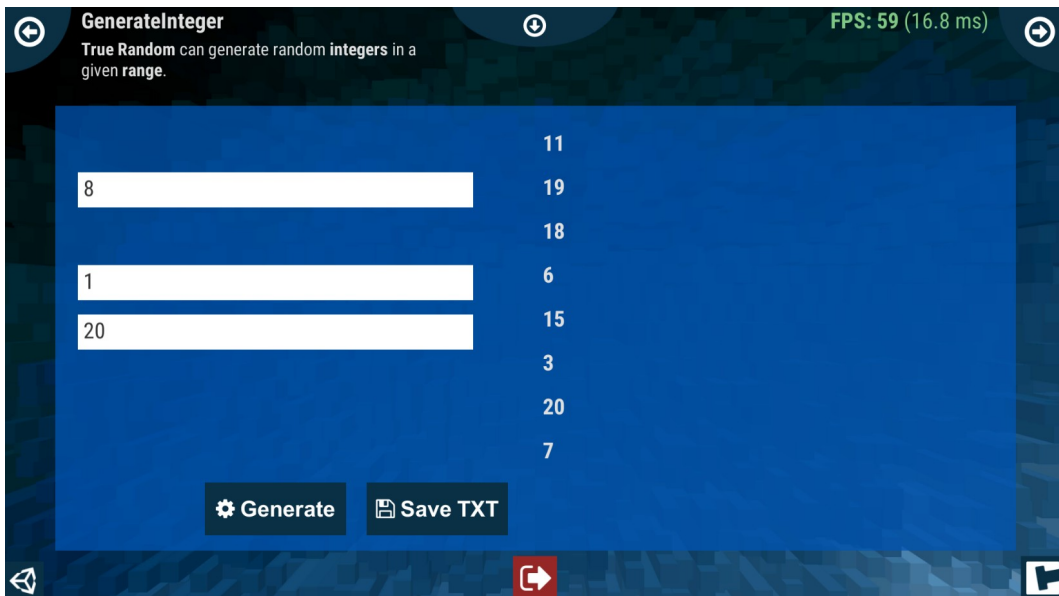 GenerateInteger
True Random can generate random integers in a
given range.
FPS: 59 (16.8 ms)
8
1
20
11
19
18
6
15
3
20
7
Generate
Save TXT